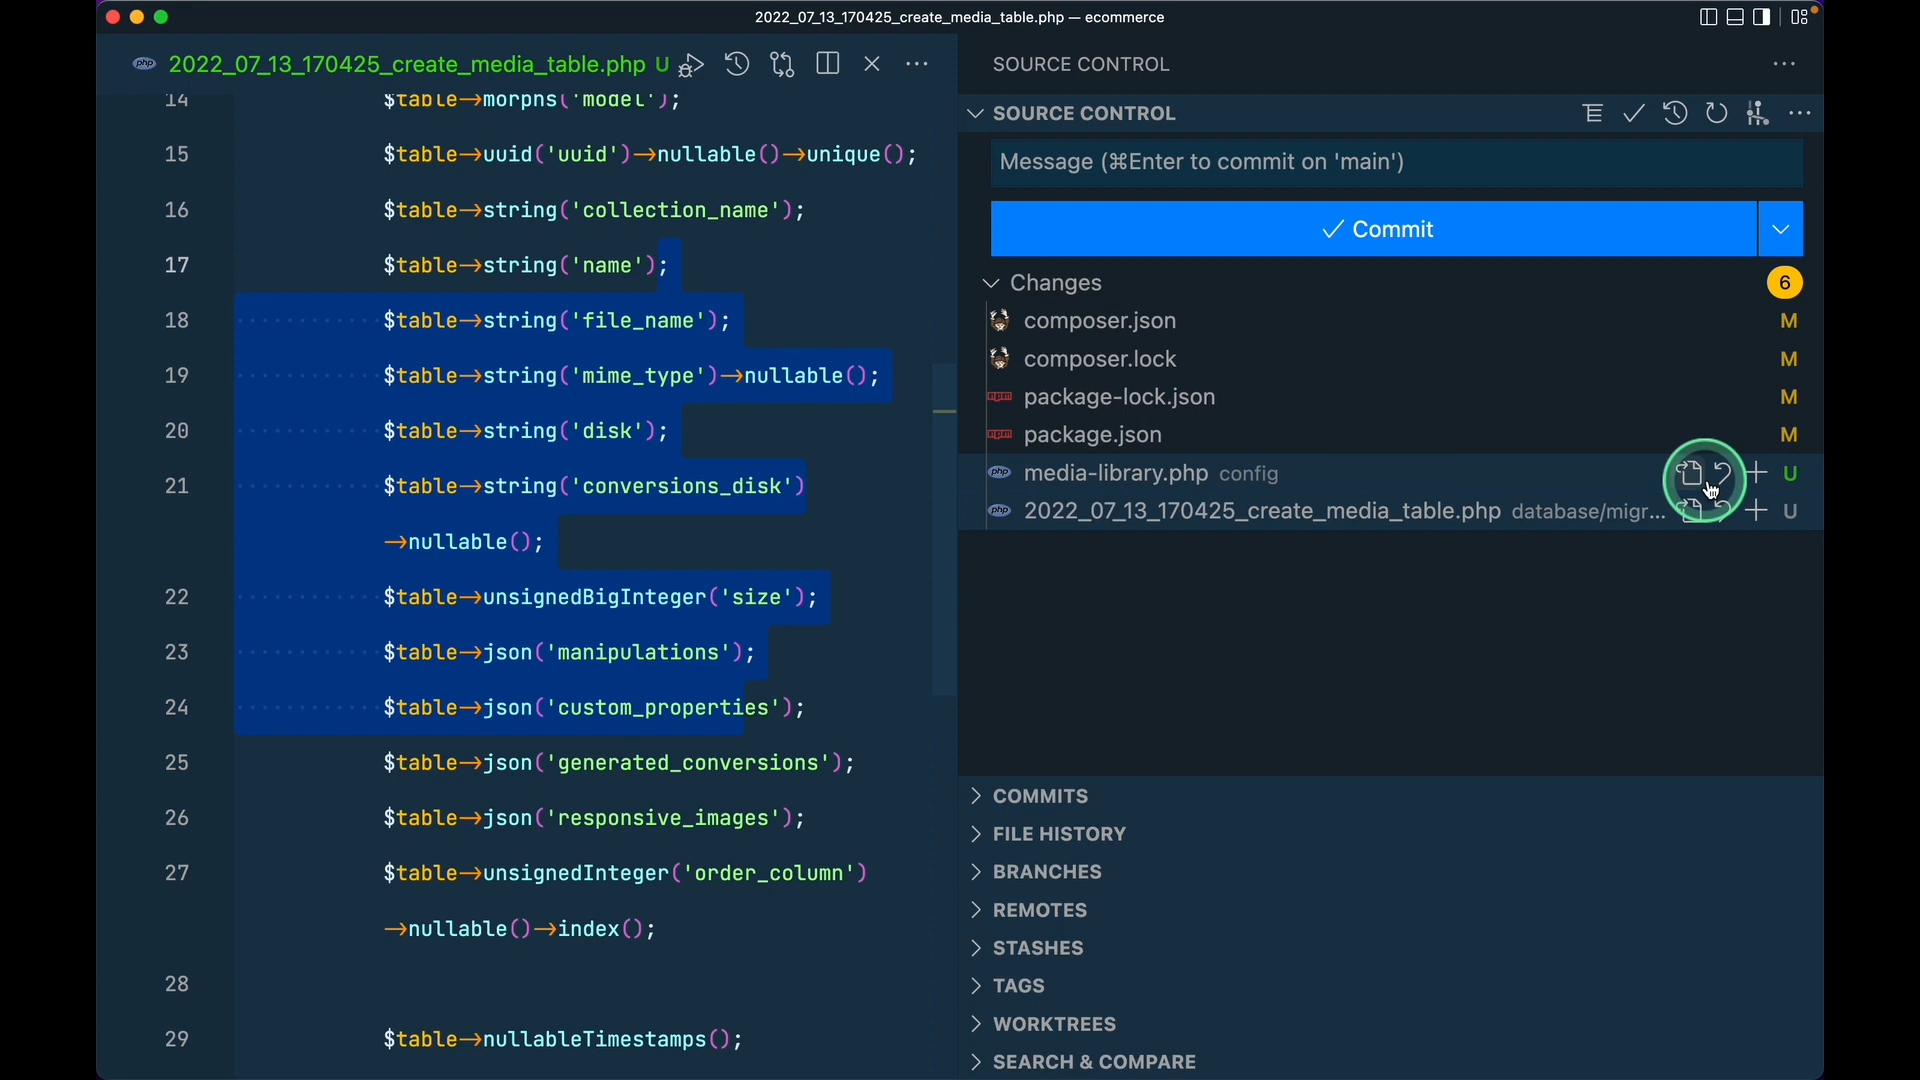 2022_07_13_170425_create_media_table.php — ecommerce
php 2022_07_13_170425_create_media_table.php U
14 $table→morphs('model');
15 $table→uuid('uuid')→nullable()→unique();
16 $table→string('collection_name');
17 $table→string('name');
18 $table→string('file_name');
19 $table→string('mime_type')→nullable();
20 $table→string('disk');
21 $table→string('conversions_disk')
→nullable();
22 $table→unsignedBigInteger('size');
23 $table→json('manipulations');
24 $table→json('custom_properties');
25 $table→json('generated_conversions');
26 $table→json('responsive_images');
27 $table→unsignedInteger('order_column')
→nullable()→index();
28
29 $table→nullableTimestamps();
SOURCE CONTROL
SOURCE CONTROL
Message (⌘Enter to commit on 'main')
Commit
Changes 6
composer.json M
composer.lock M
npm package-lock.json M
npm package.json M
php media-library.php config U
php 2022_07_13_170425_create_media_table.php database/migr... U
COMMITS
FILE HISTORY
BRANCHES
REMOTES
STASHES
TAGS
WORKTREES
SEARCH & COMPARE